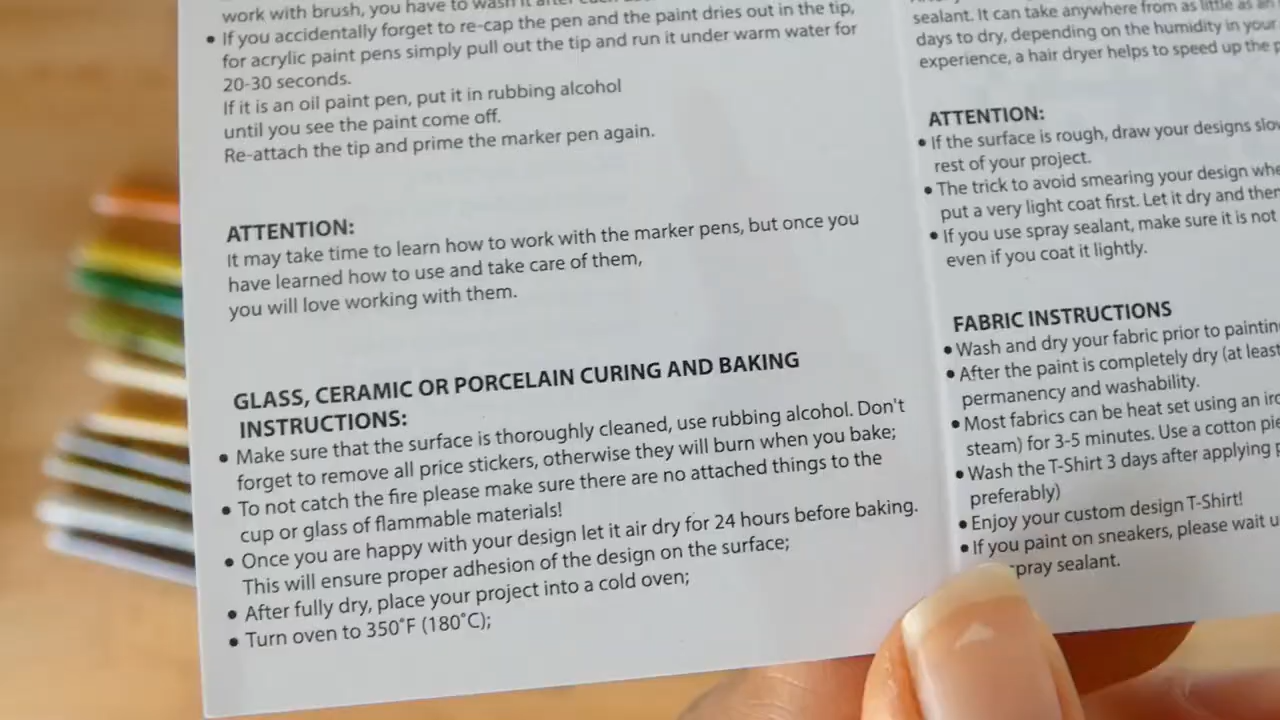 work with brush, you have to wash it after
• If you accidentally forget to re-cap the pen and the paint dries out in the tip,
for acrylic paint pens simply pull out the tip and run it under warm water for
20-30 seconds.
If it is an oil paint pen, put it in rubbing alcohol
until you see the paint come off.
Re-attach the tip and prime the marker pen again.
ATTENTION:
It may take time to learn how to work with the marker pens, but once you
have learned how to use and take care of them,
you will love working with them.
GLASS, CERAMIC OR PORCELAIN CURING AND BAKING
INSTRUCTIONS:
• Make sure that the surface is thoroughly cleaned, use rubbing alcohol. Don't
forget to remove all price stickers, otherwise they will burn when you bake;
• To not catch the fire please make sure there are no attached things to the
cup or glass of flammable materials!
• Once you are happy with your design let it air dry for 24 hours before baking.
This will ensure proper adhesion of the design on the surface;
• After fully dry, place your project into a cold oven;
• Turn oven to 350°F (180°C);
sealant. It can take anywhere from as little as an
days to dry, depending on the humidity in your
experience, a hair dryer helps to speed up the
ATTENTION:
• If the surface is rough, draw your designs
rest of your project.
• The trick to avoid smearing your design
put a very light coat first. Let it dry and then
• If you use spray sealant, make sure it is not
even if you coat it lightly.
FABRIC INSTRUCTIONS
• Wash and dry your fabric prior to
• After the paint is completely dry (at least
permanency and washability.
• Most fabrics can be heat set using an
steam) for 3-5 minutes. Use a cotton
• Wash the T-Shirt 3 days after applying
preferably)
• Enjoy your custom design T-Shirt!
• If you paint on sneakers, please wait
spray sealant.